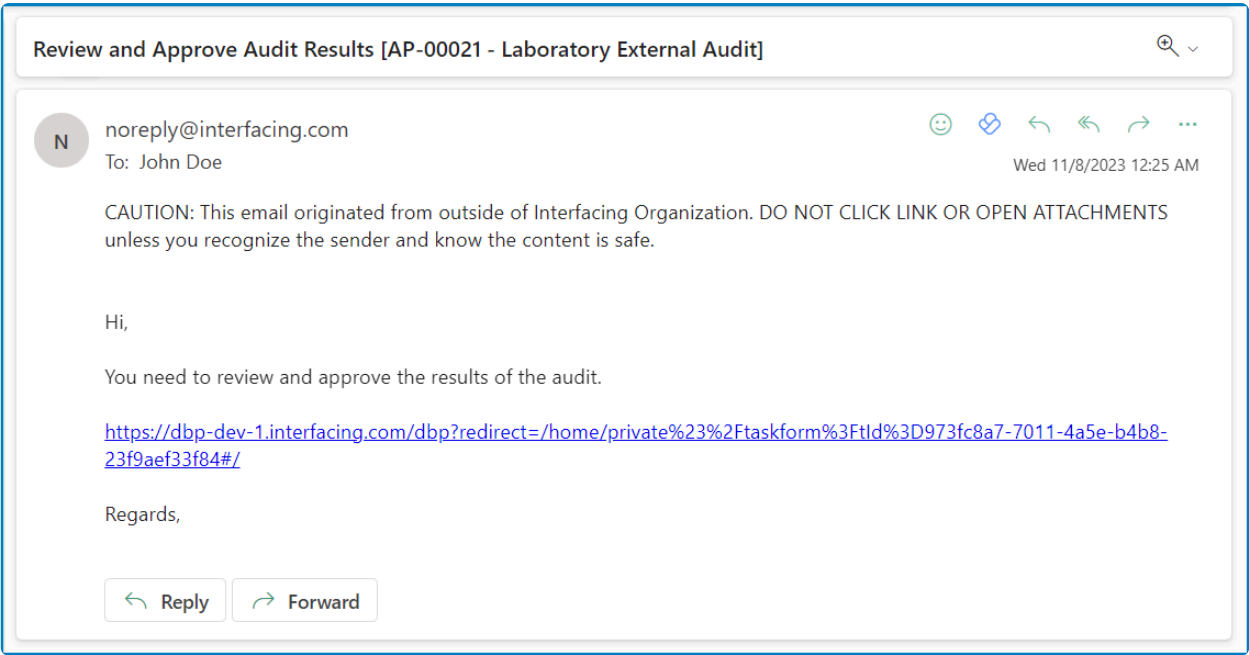 Review and Approve Audit Results [AP-00021 - Laboratory External Audit]
N
noreply@interfacing.com
To: John Doe
Wed 11/8/2023 12:25 AM
CAUTION: This email originated from outside of Interfacing Organization. DO NOT CLICK LINK OR OPEN ATTACHMENTS
unless you recognize the sender and know the content is safe.
Hi,
You need to review and approve the results of the audit.
https://dbp-dev-1.interfacing.com/dbp?redirect=/home/private%23%2Ftaskform%3FtId%3D973fc8a7-7011-4a5e-b4b8-
23f9aef33f84#/
Regards,
Reply Forward